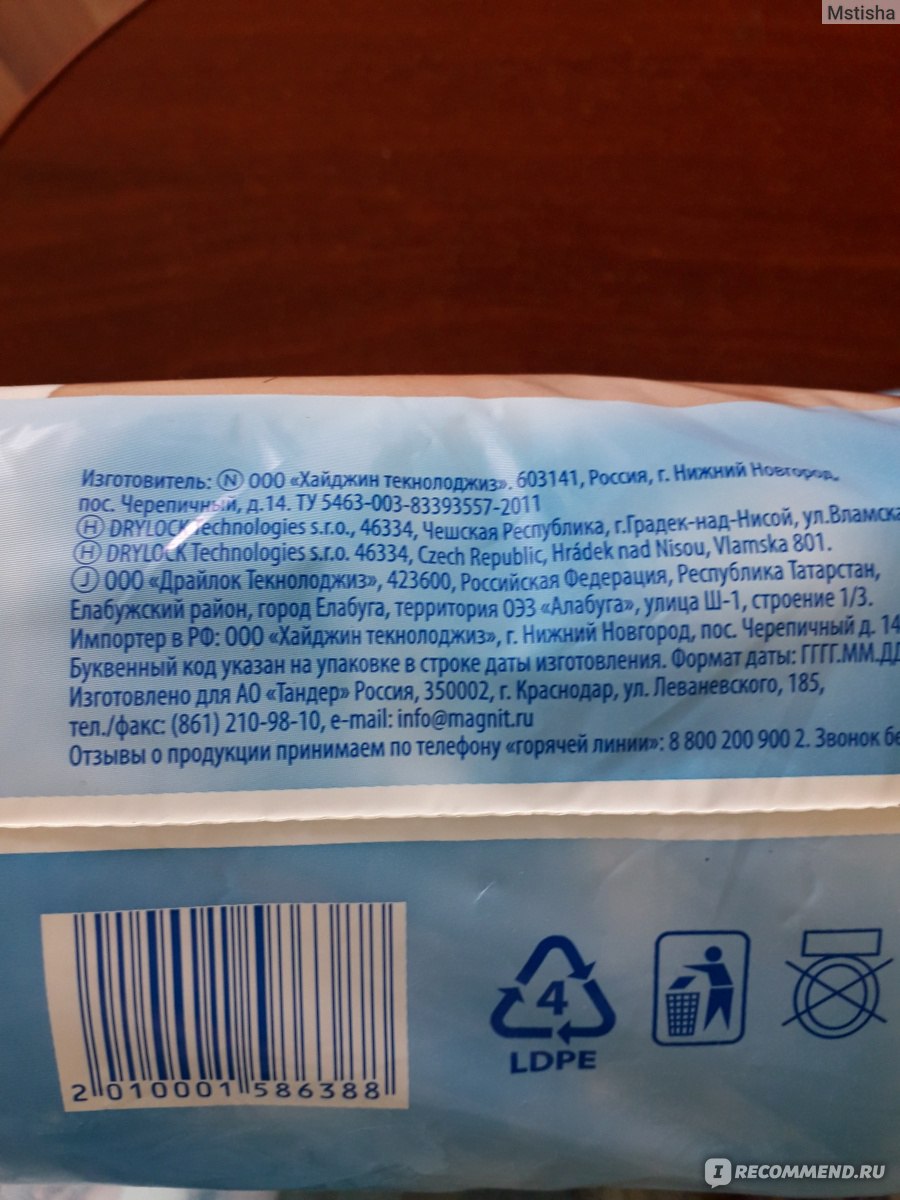 Mstisha
Изготовитель: Ⓝ ООО «Хайджин текнолоджиз». 603141, Россия, г. Нижний Новгород,
пос. Черепичный, д.14. ТУ 5463-003-83393557-2011
Ⓗ DRYLOCK Technologies s.r.o., 46334, Чешская Республика, г.Градек-над-Нисой, ул.Вламска
Ⓗ DRYLOCK Technologies s.r.o. 46334, Czech Republic, Hrádek nad Nisou, Vlamska 801.
Ⓙ ООО «Драйлок Текнолоджиз», 423600, Российская Федерация, Республика Татарстан,
Елабужский район, город Елабуга, территория ОЭЗ «Алабуга», улица Ш-1, строение 1/3.
Импортер в РФ: ООО «Хайджин текнолоджиз», г. Нижний Новгород, пос. Черепичный д. 14
Буквенный код указан на упаковке в строке даты изготовления. Формат даты: ГГГГ.ММ.ДД
Изготовлено для АО «Тандер» Россия, 350002, г. Краснодар, ул. Леваневского, 185,
тел./факс: (861) 210-98-10, e-mail: info@magnit.ru
Отзывы о продукции принимаем по телефону «горячей линии»: 8 800 200 900 2. Звонок бе
2 010001 586388
4
LDPE
I RECOMMEND.RU